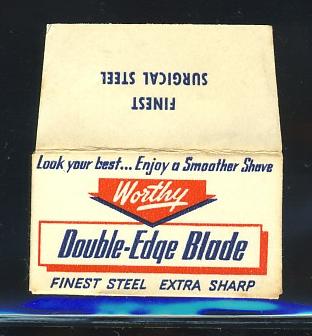 FINEST
SURGICAL STEEL
Look your best... Enjoy a Smoother Shave
Worthy
Double-Edge Blade
FINEST STEEL EXTRA SHARP